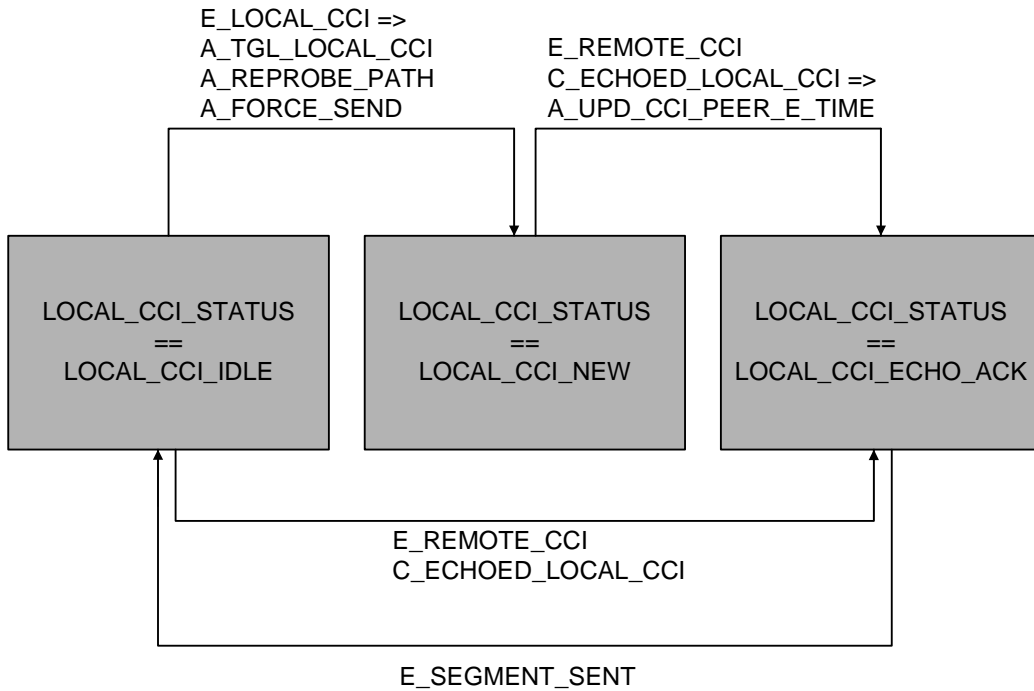 E_LOCAL_CCI =>
A_TGL_LOCAL_CCI
A_REPROBE_PATH
A_FORCE_SEND
E_REMOTE_CCI
C_ECHOED_LOCAL_CCI =>
A_UPD_CCI_PEER_E_TIME
LOCAL_CCI_STATUS
==
LOCAL_CCI_IDLE
LOCAL_CCI_STATUS
==
LOCAL_CCI_NEW
LOCAL_CCI_STATUS
==
LOCAL_CCI_ECHO_ACK
E_REMOTE_CCI
C_ECHOED_LOCAL_CCI
E_SEGMENT_SENT